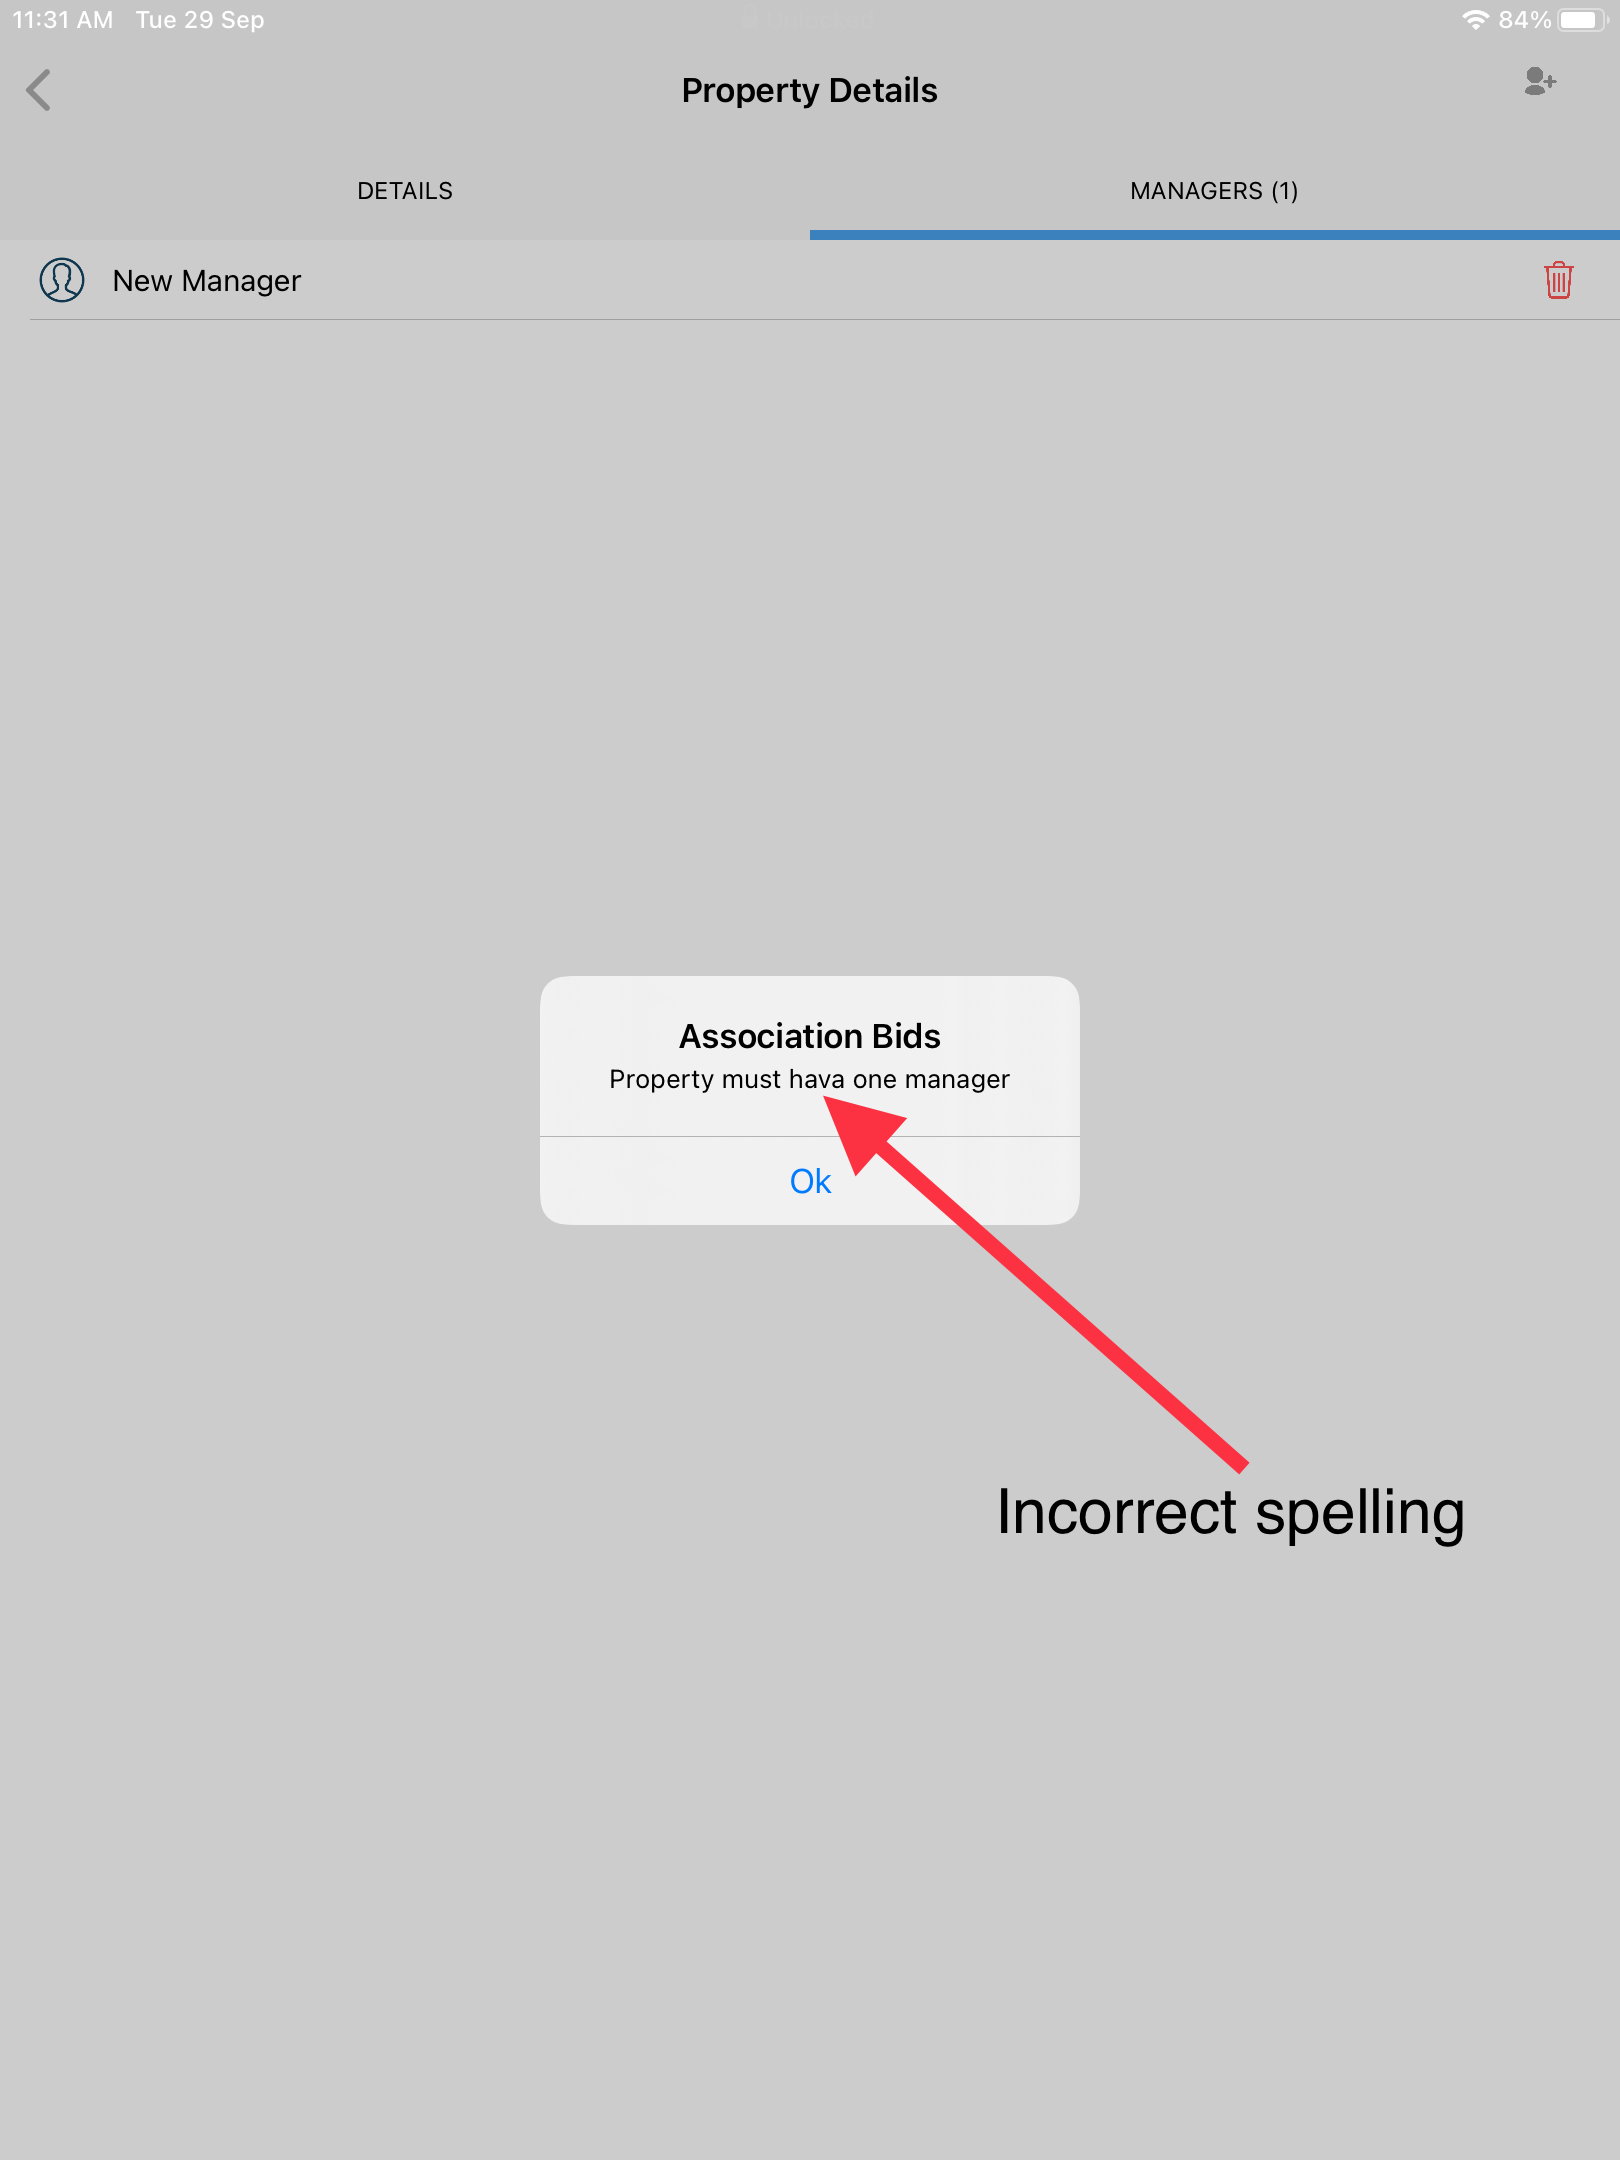 11:31 AM Tue 29 Sep
84%
Property Details
DETAILS
MANAGERS (1)
New Manager
Association Bids
Property must hava one manager
Ok
Incorrect spelling